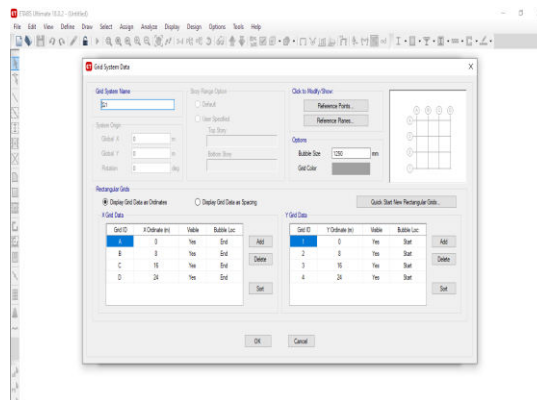 ETABS Ultimate 18.0.2 - (Untitled)
File Edit View Define Draw Select Assign Analyze Display Design Options Tools Help
Grid System Data
Grid System Name
G1
System Origin
Global X 0 m
Global Y 0 m
Rotation 0 deg
Story Range Option
Default
User Specified
Top Story
Bottom Story
Click to Modify/Show:
Reference Points...
Reference Planes...
Options
Bubble Size 1250 mm
Grid Color
Rectangular Grids
Display Grid Data as Ordinates Display Grid Data as Spacing Quick Start New Rectangular Grids...
X Grid Data
Grid ID X Ordinate (m) Visible Bubble Loc
A 0 Yes End
B 8 Yes End
C 16 Yes End
D 24 Yes End
Add
Delete
Sort
Y Grid Data
Grid ID Y Ordinate (m) Visible Bubble Loc
1 0 Yes Start
2 8 Yes Start
3 16 Yes Start
4 24 Yes Start
Add
Delete
Sort
OK Cancel